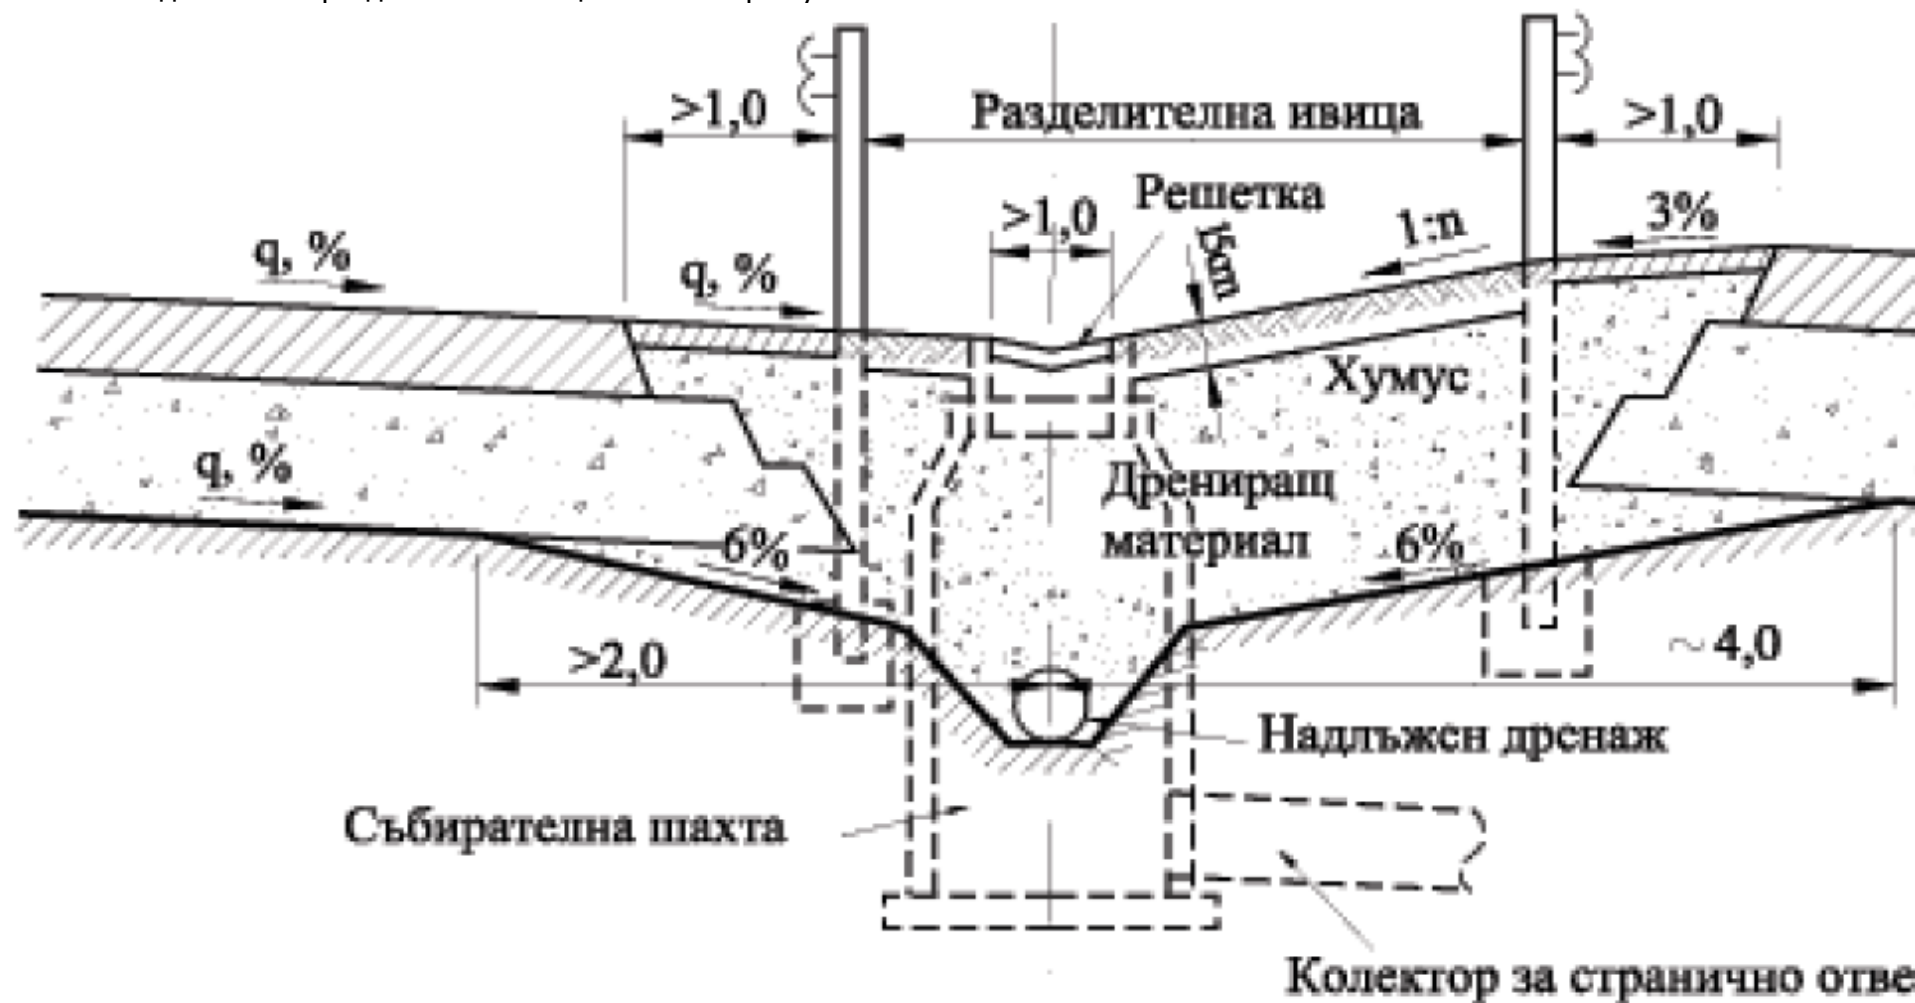 >1,0
Разделителна ивица
>1,0
Решетка
>1,0
15cm
1:n
3%
q, %
q, %
Хумус
q, %
Дрениращ
материал
6%
6%
>2,0
~4,0
Надлъжен дренаж
Събирателна шахта
Колектор за странично отве